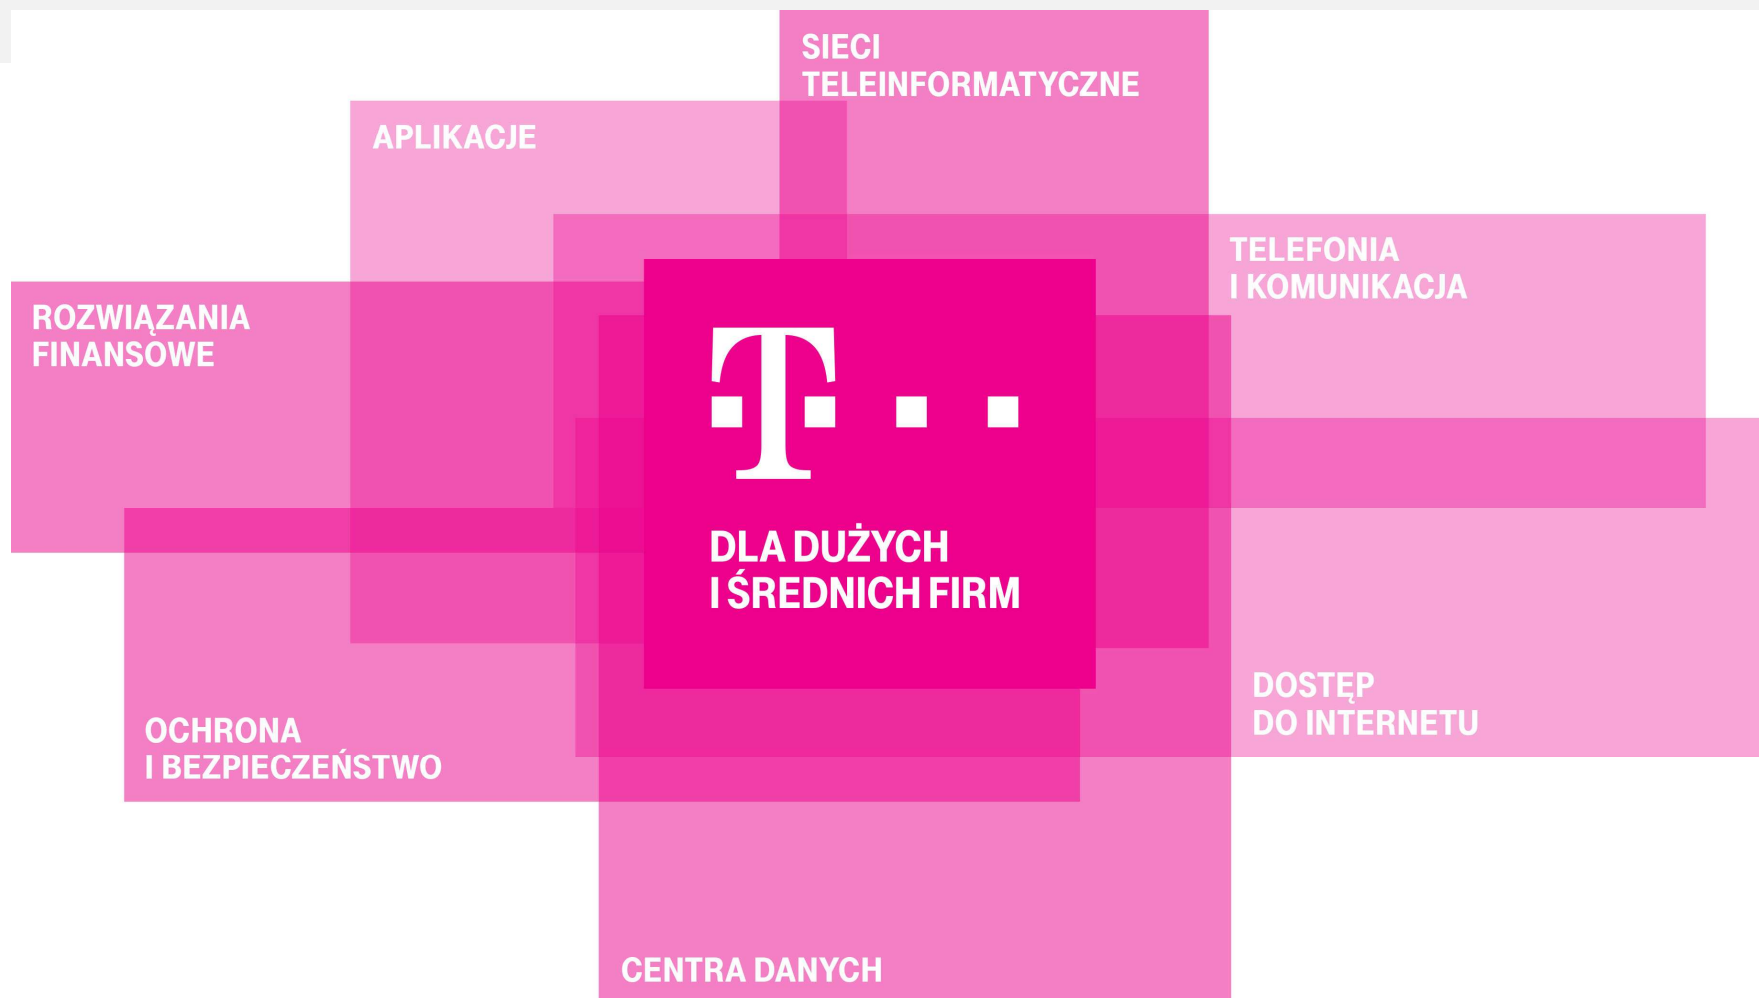 SIECI
TELEINFORMATYCZNE
APLIKACJE
TELEFONIA
I KOMUNIKACJA
ROZWIĄZANIA
FINANSOWE
T
DLA DUŻYCH
I ŚREDNICH FIRM
DOSTĘP
DO INTERNETU
OCHRONA
I BEZPIECZEŃSTWO
CENTRA DANYCH